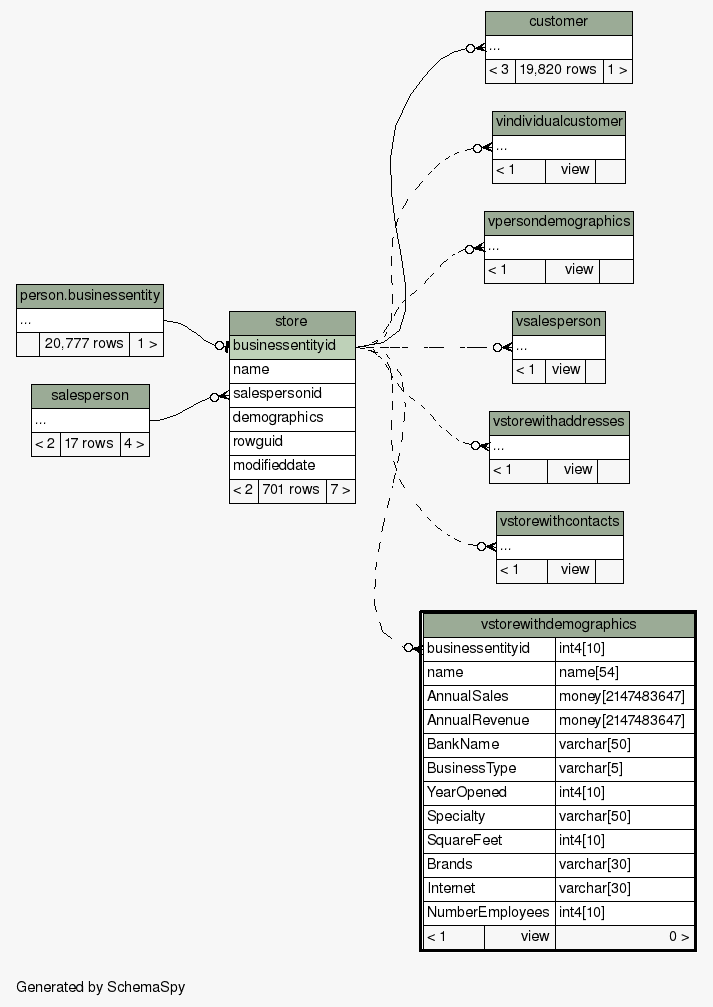 customer
...
< 3 19,820 rows 1 >
vindividualcustomer
...
< 1 view
vpersondemographics
...
< 1 view
person.businessentity
...
20,777 rows 1 >
store
businessentityid
name
salespersonid
demographics
rowguid
modifieddate
< 2 701 rows 7 >
vsalesperson
...
< 1 view
salesperson
...
< 2 17 rows 4 >
vstorewithaddresses
...
< 1 view
vstorewithcontacts
...
< 1 view
vstorewithdemographics
businessentityid int4[10]
name name[54]
AnnualSales money[2147483647]
AnnualRevenue money[2147483647]
BankName varchar[50]
BusinessType varchar[5]
YearOpened int4[10]
Specialty varchar[50]
SquareFeet int4[10]
Brands varchar[30]
Internet varchar[30]
NumberEmployees int4[10]
< 1 view 0 >
Generated by SchemaSpy